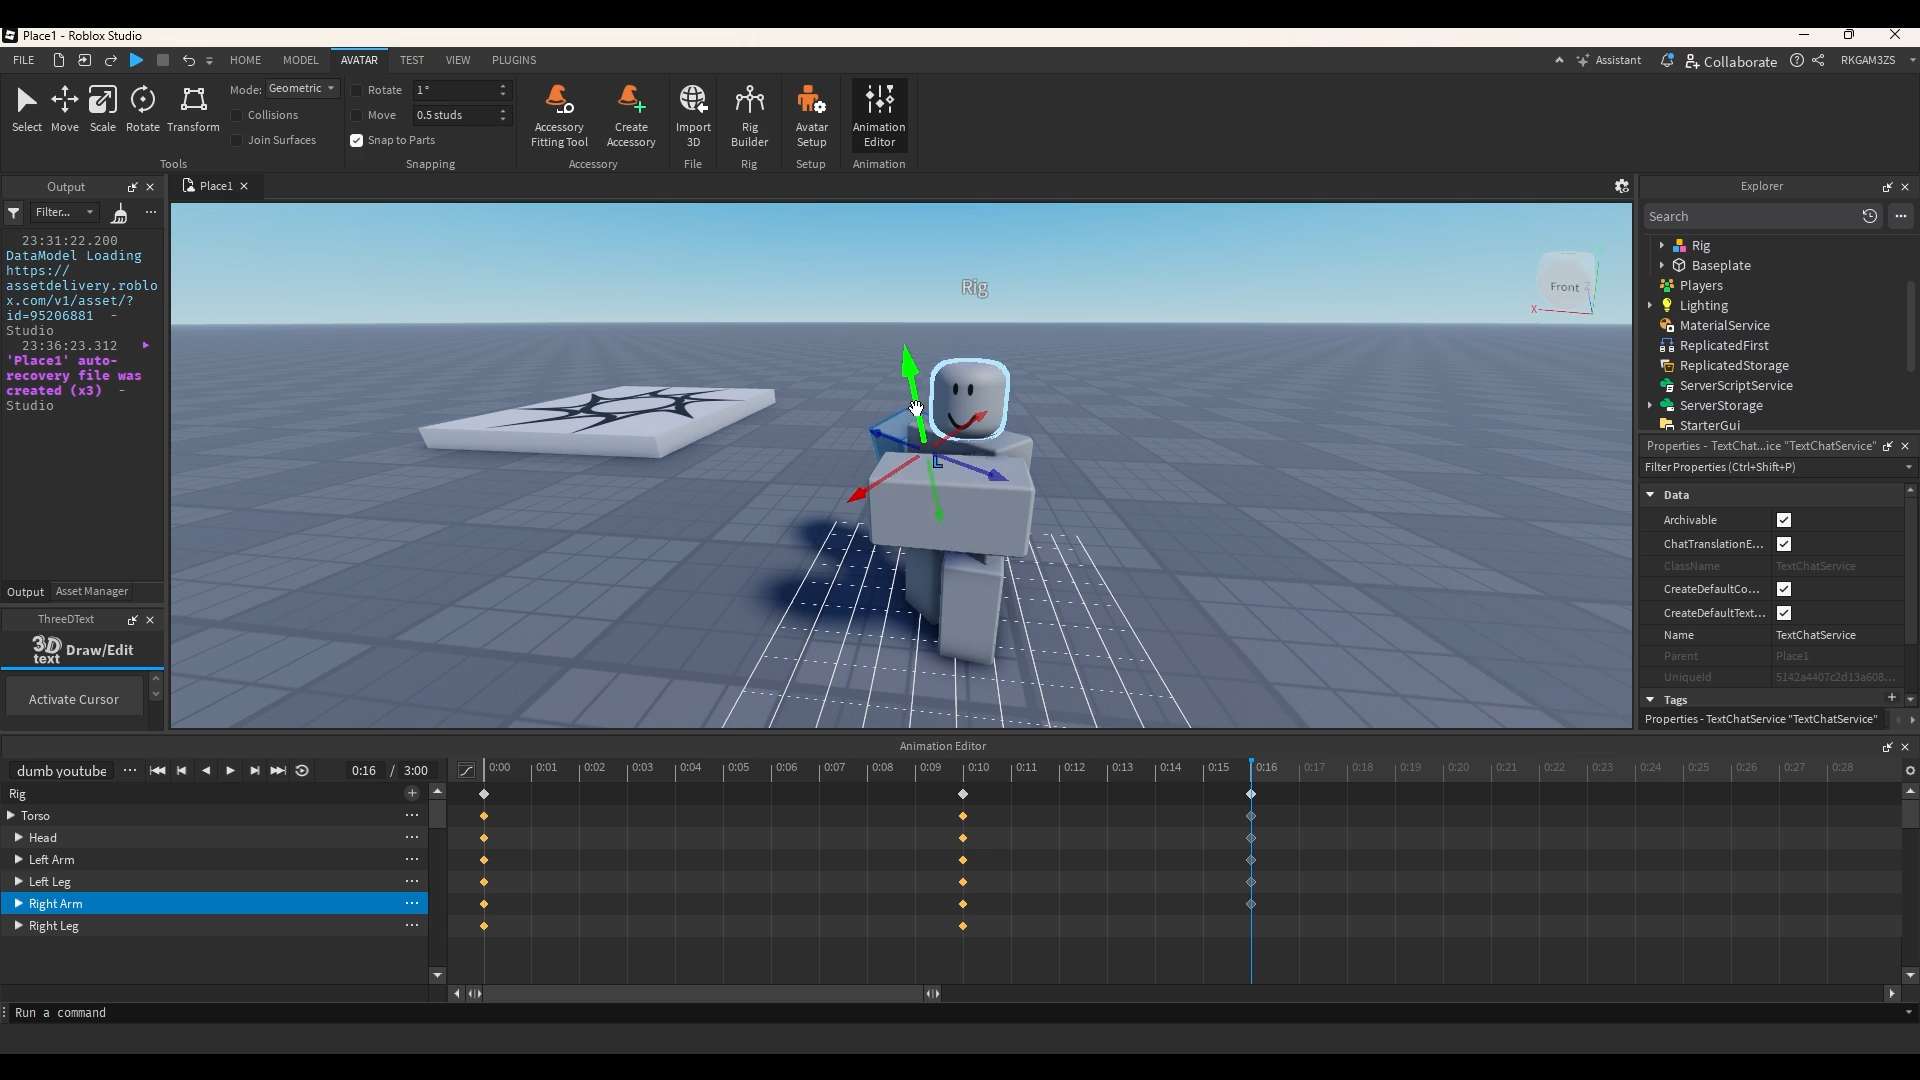 Place1 - Roblox Studio
FILE HOME MODEL AVATAR TEST VIEW PLUGINS Assistant Collaborate RKGAM3ZS
Select Move Scale Rotate Transform
Mode: Geometric
Collisions
Join Surfaces
Tools
Rotate 1°
Move 0.5 studs
Snap to Parts
Snapping
Accessory
Fitting Tool
Create
Accessory
Accessory
Import
3D
File
Rig
Builder
Rig
Avatar
Setup
Setup
Animation
Editor
Animation
Output
Filter...
23:31:22.200
DataModel Loading
https://
assetdelivery.roblo
x.com/v1/asset/?
id=95206881 -
Studio
23:36:23.312
'Place1' auto-
recovery file was
created (x3) -
Studio
Output Asset Manager
ThreeDText
3D text Draw/Edit
Activate Cursor
Place1
Rig
Front
X
Z
L
Explorer
Search
Rig
Baseplate
Players
Lighting
MaterialService
ReplicatedFirst
ReplicatedStorage
ServerScriptService
ServerStorage
StarterGui
Properties - TextChat...ice "TextChatService"
Filter Properties (Ctrl+Shift+P)
Data
Archivable
ChatTranslationE...
ClassName TextChatService
CreateDefaultCo...
CreateDefaultText...
Name TextChatService
Parent Place1
UniqueId 5142a4407c2d13a608...
Tags
Properties - TextChatService "TextChatService"
Animation Editor
dumb youtube ... 0:16 / 3:00
0:00 0:01 0:02 0:03 0:04 0:05 0:06 0:07 0:08 0:09 0:10 0:11 0:12 0:13 0:14 0:15 0:16 0:17 0:18 0:19 0:20 0:21 0:22 0:23 0:24 0:25 0:26 0:27 0:28
Rig
Torso
Head
Left Arm
Left Leg
Right Arm
Right Leg
Run a command